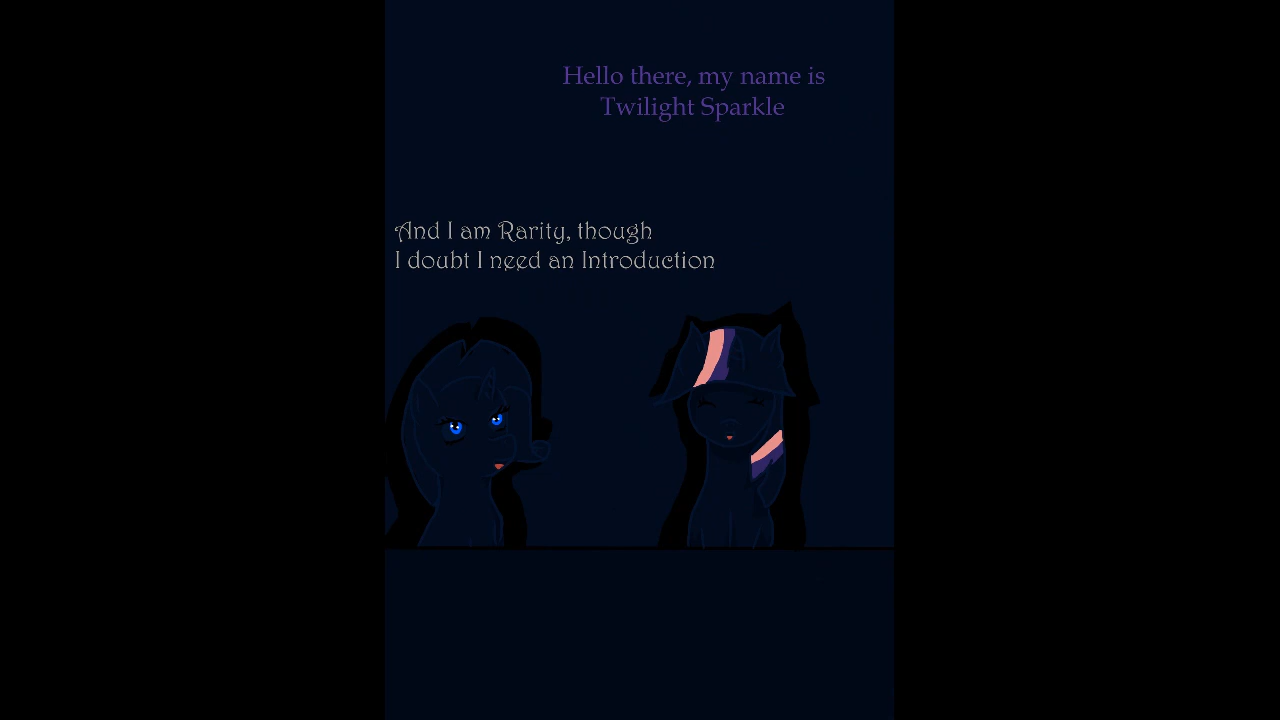 Hello there, my name is
Twilight Sparkle
And I am Rarity, though
I doubt I need an Introduction